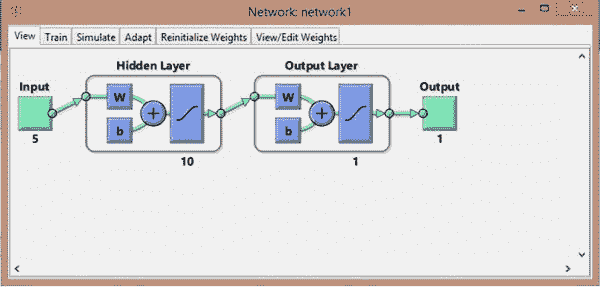 Network: network1
View Train Simulate Adapt Reinitialize Weights View/Edit Weights
Hidden Layer Output Layer
Input Output
W W
b b
5 10 1 1